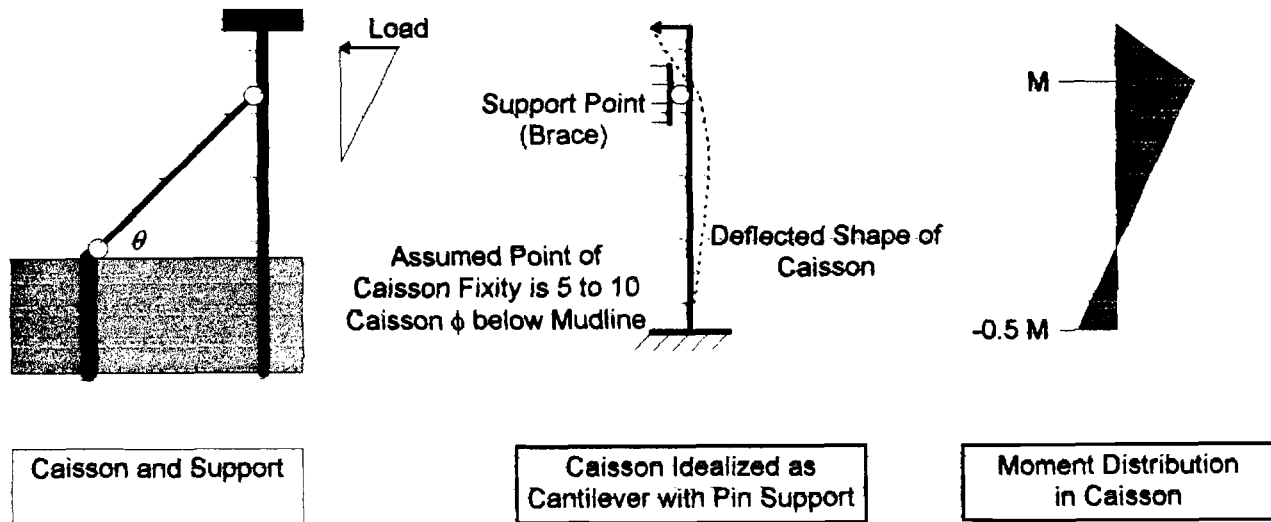 Load
θ
Support Point
(Brace)
Assumed Point of
Caisson Fixity is 5 to 10
Caisson ϕ below Mudline
Deflected Shape of
Caisson
M
-0.5 M
Caisson and Support
Caisson Idealized as
Cantilever with Pin Support
Moment Distribution
in Caisson